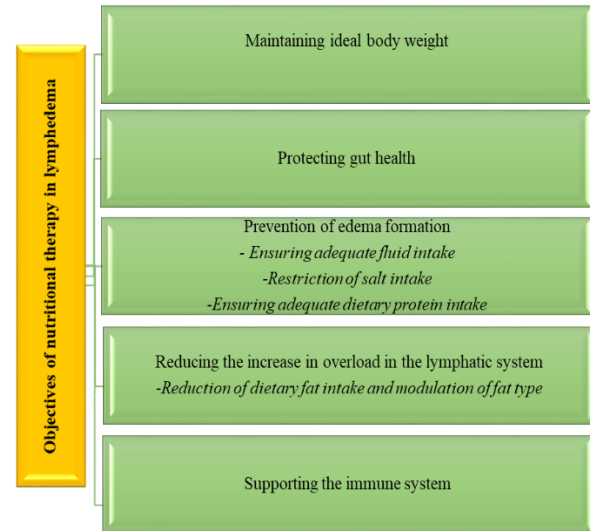 Objectives of nutritional therapy in lymphedema
Maintaining ideal body weight
Protecting gut health
Prevention of edema formation
- Ensuring adequate fluid intake
-Restriction of salt intake
-Ensuring adequate dietary protein intake
Reducing the increase in overload in the lymphatic system
-Reduction of dietary fat intake and modulation of fat type
Supporting the immune system